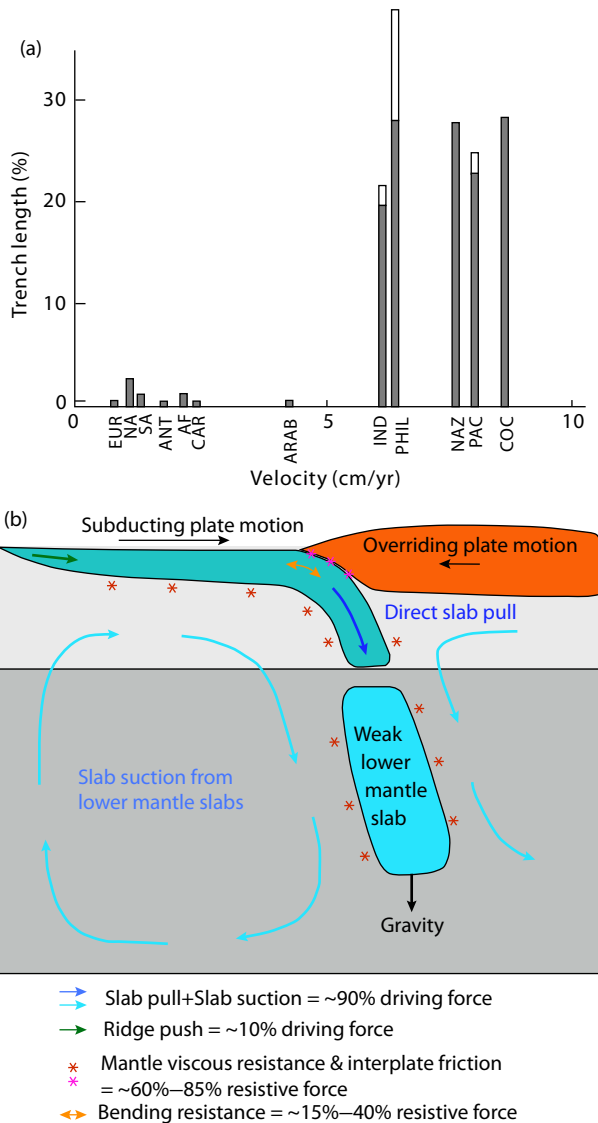 (a)
30
20
10
0
Trench length (%)
0
5
10
EUR
NA
SA
ANT
AF
CAR
ARAB
IND
PHIL
NAZ
PAC
COC
Velocity (cm/yr)
(b)
Subducting plate motion
Overriding plate motion
Direct slab pull
Slab suction from
lower mantle slabs
Weak
lower
mantle
slab
Gravity
Slab pull+Slab suction = ~90% driving force
Ridge push = ~10% driving force
Mantle viscous resistance & interplate friction
= ~60%–85% resistive force
Bending resistance = ~15%–40% resistive force